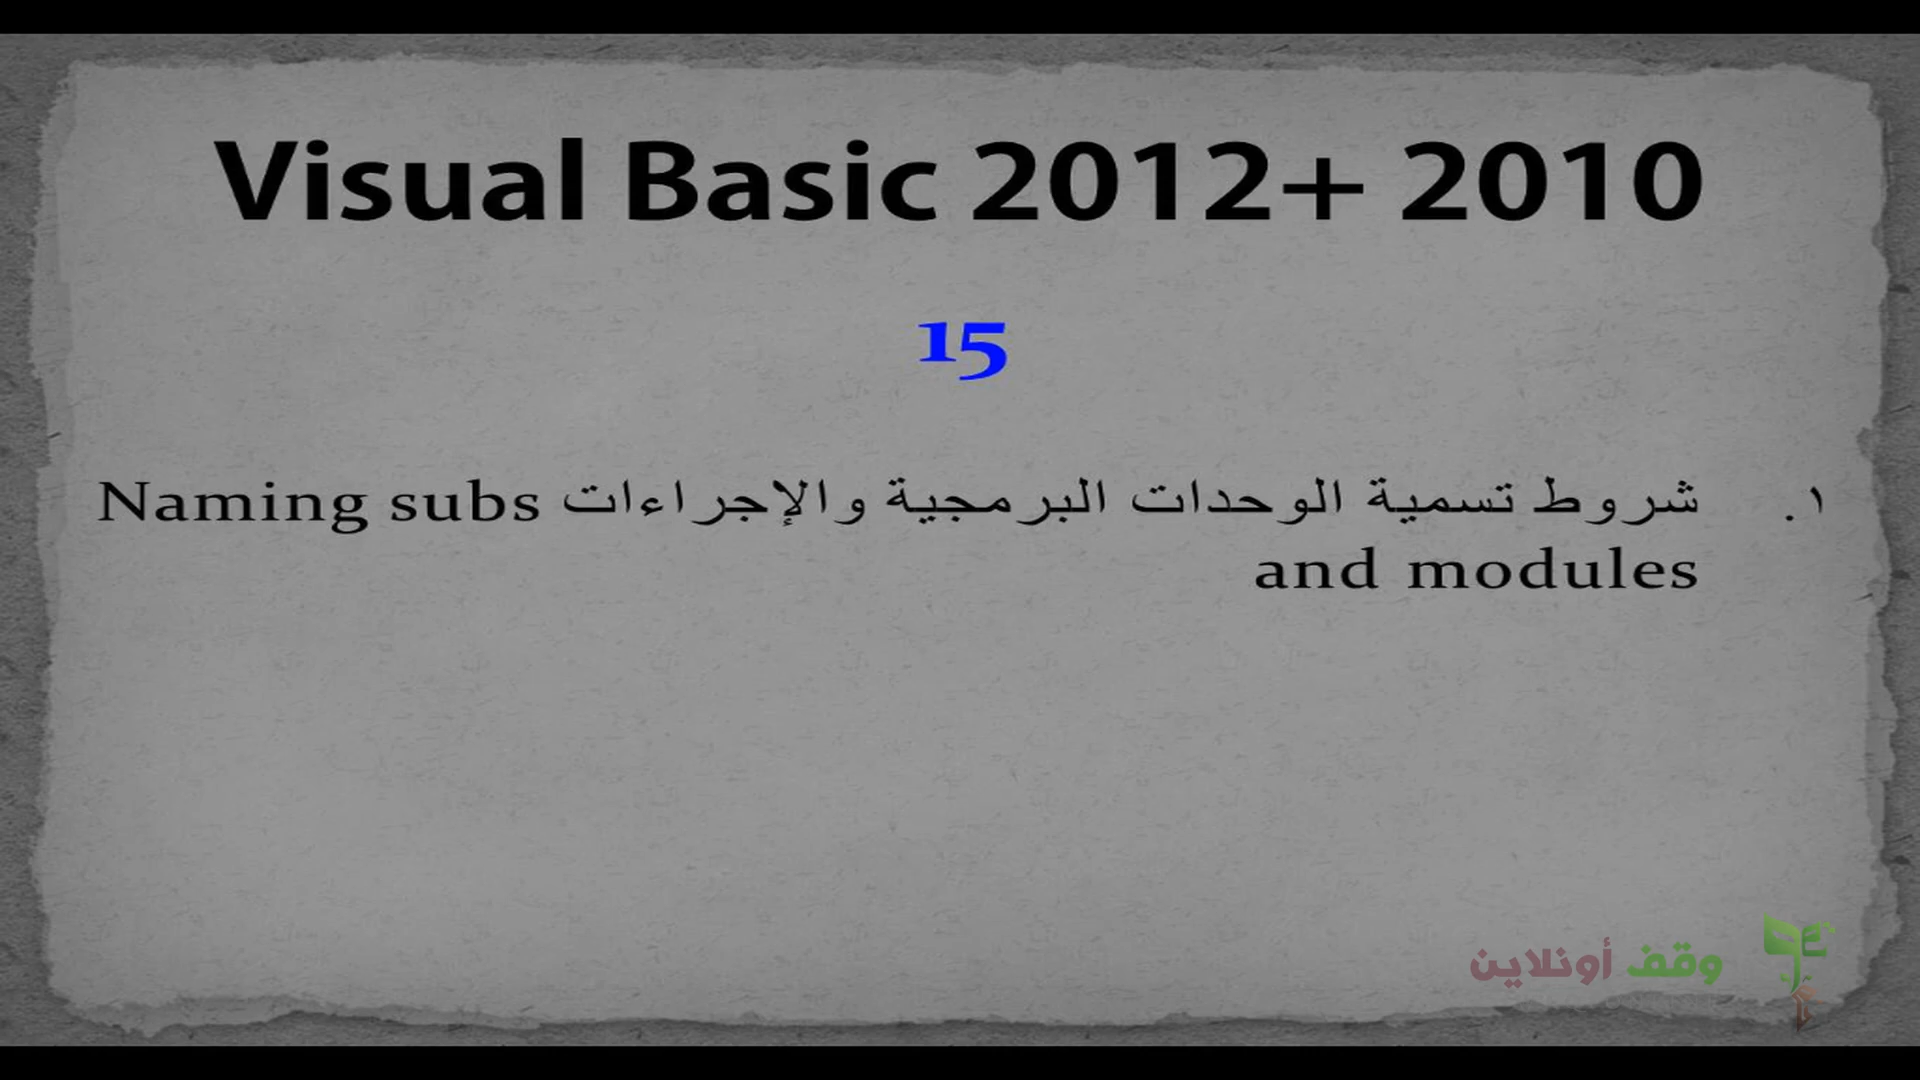 Visual Basic 2012+ 2010
15
١. شروط تسمية الوحدات البرمجية والإجراءات Naming subs
and modules
وقف أونلاين